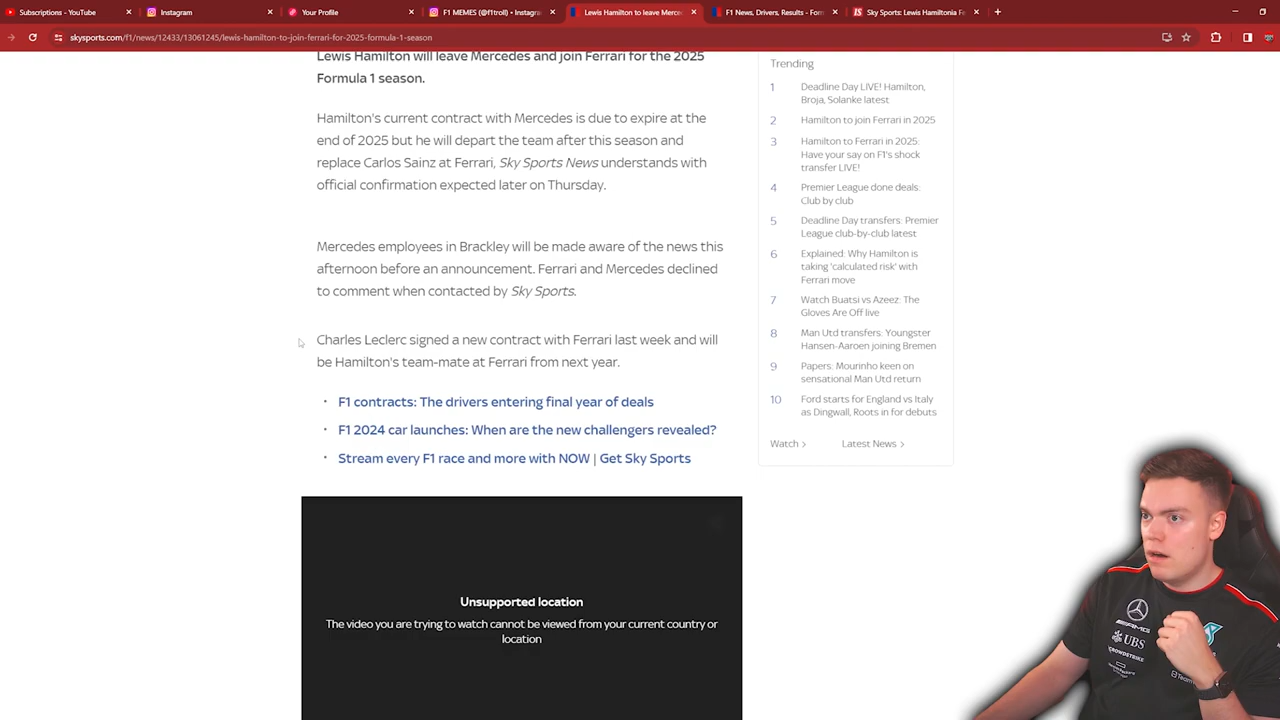 Subscriptions - YouTube
Instagram
Your Profile
F1 MEMES (@f1troll) • Instagra
Lewis Hamilton to leave Merce
F1 News, Drivers, Results - Form
Sky Sports: Lewis Hamiltonia Fe
skysports.com/f1/news/12433/13061245/lewis-hamilton-to-join-ferrari-for-2025-formula-1-season
Lewis Hamilton will leave Mercedes and join Ferrari for the 2025
Formula 1 season.
Hamilton's current contract with Mercedes is due to expire at the
end of 2025 but he will depart the team after this season and
replace Carlos Sainz at Ferrari, Sky Sports News understands with
official confirmation expected later on Thursday.
Mercedes employees in Brackley will be made aware of the news this
afternoon before an announcement. Ferrari and Mercedes declined
to comment when contacted by Sky Sports.
Charles Leclerc signed a new contract with Ferrari last week and will
be Hamilton's team-mate at Ferrari from next year.
• F1 contracts: The drivers entering final year of deals
• F1 2024 car launches: When are the new challengers revealed?
• Stream every F1 race and more with NOW | Get Sky Sports
Unsupported location
The video you are trying to watch cannot be viewed from your current country or
location
Trending
1 Deadline Day LIVE! Hamilton,
Broja, Solanke latest
2 Hamilton to join Ferrari in 2025
3 Hamilton to Ferrari in 2025:
Have your say on F1's shock
transfer LIVE!
4 Premier League done deals:
Club by club
5 Deadline Day transfers: Premier
League club-by-club latest
6 Explained: Why Hamilton is
taking 'calculated risk' with
Ferrari move
7 Watch Buatsi vs Azeez: The
Gloves Are Off live
8 Man Utd transfers: Youngster
Hansen-Aaroen joining Bremen
9 Papers: Mourinho keen on
sensational Man Utd return
10 Ford starts for England vs Italy
as Dingwall, Roots in for debuts
Watch
Latest News
AMG
UBS
CROWDSTRIKE